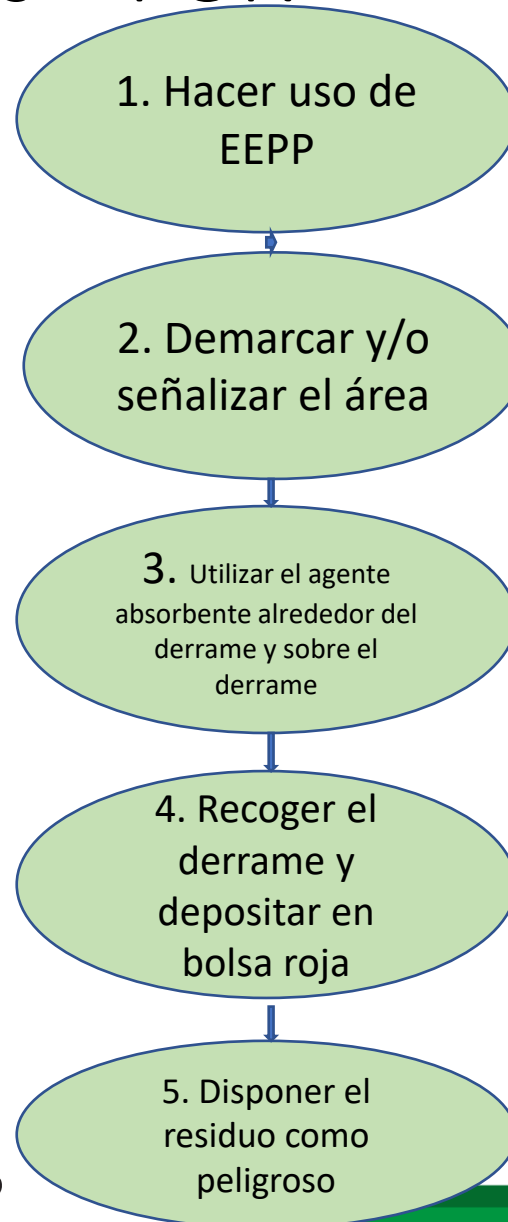 1. Hacer uso de
EEPP
2. Demarcar y/o
señalizar el área
3. Utilizar el agente
absorbente alrededor del
derrame y sobre el
derrame
4. Recoger el
derrame y
depositar en
bolsa roja
5. Disponer el
residuo como
peligroso